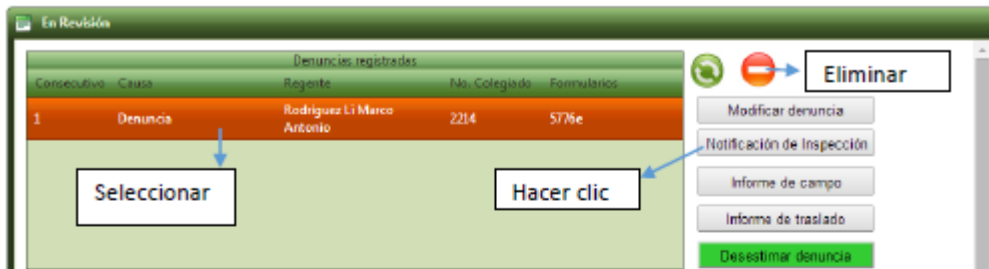 En Revisión
Denuncias registradas
Consecutivo Causa Regente No. Colegiado Formularios
1 Denuncia Rodríguez Li Marco Antonio 2214 5776e
Eliminar
Modificar denuncia
Notificación de Inspección
Seleccionar
Hacer clic
Informe de campo
Informe de traslado
Desestimar denuncia